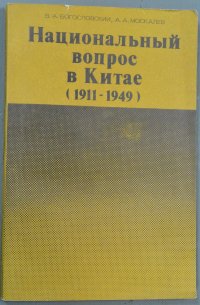 В.А. БОГОСЛОВСКИЙ, А.А. МОСКАЛЕВ
Национальный
вопрос
в Китае
(1911-1949)